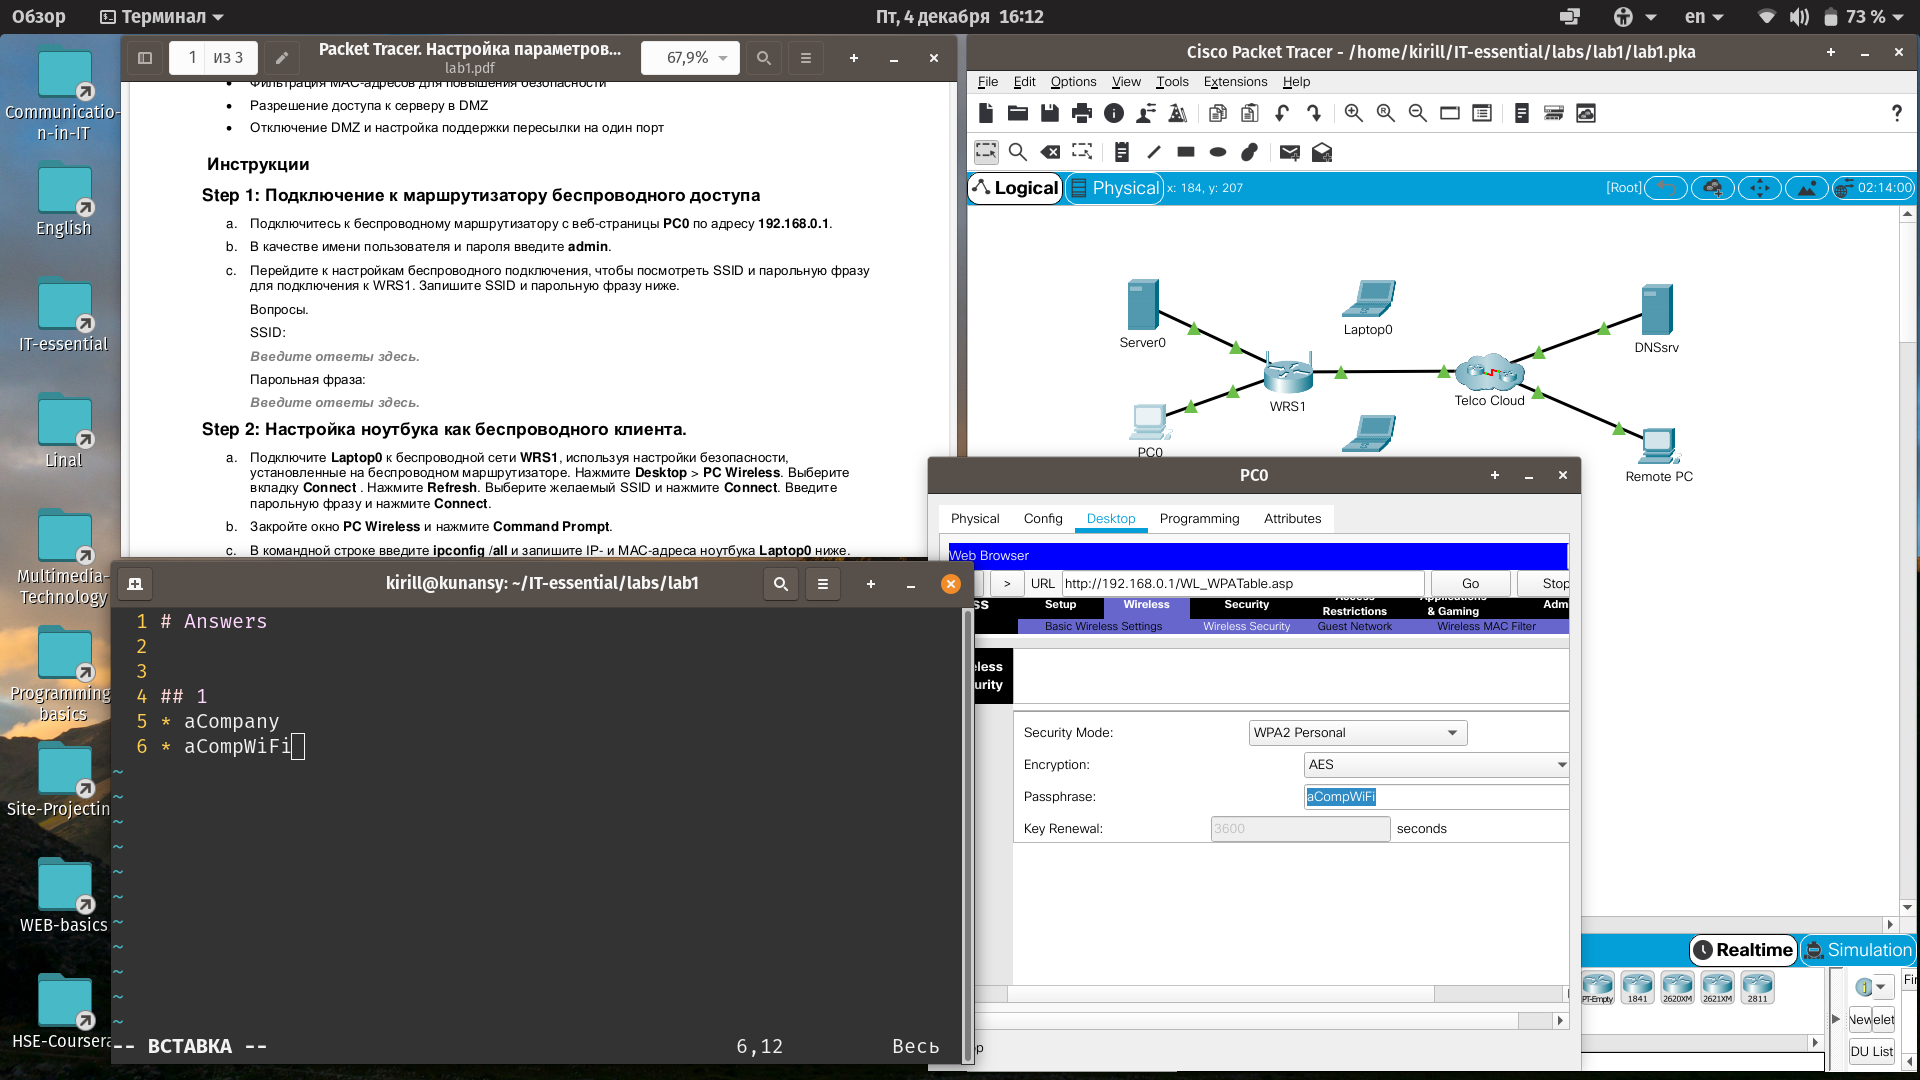 Обзор
Терминал
Пт, 4 декабря 16:12
en
73 %
Communicatio-
n-in-IT
English
IT-essential
Linal
Multimedia-
Technology
Programming-
basics
Site-Projectin
WEB-basics
HSE-Coursera
1 из 3
Packet Tracer. Настройка параметров...
lab1.pdf
67,9%
Фильтрация MAC-адресов для повышения безопасности
• Разрешение доступа к серверу в DMZ
• Отключение DMZ и настройка поддержки пересылки на один порт
Инструкции
Step 1: Подключение к маршрутизатору беспроводного доступа
a. Подключитесь к беспроводному маршрутизатору с веб-страницы PC0 по адресу 192.168.0.1.
b. В качестве имени пользователя и пароля введите admin.
c. Перейдите к настройкам беспроводного подключения, чтобы посмотреть SSID и парольную фразу
для подключения к WRS1. Запишите SSID и парольную фразу ниже.
Вопросы.
SSID:
Введите ответы здесь.
Парольная фраза:
Введите ответы здесь.
Step 2: Настройка ноутбука как беспроводного клиента.
a. Подключите Laptop0 к беспроводной сети WRS1, используя настройки безопасности,
установленные на беспроводном маршрутизаторе. Нажмите Desktop > PC Wireless. Выберите
вкладку Connect . Нажмите Refresh. Выберите желаемый SSID и нажмите Connect. Введите
парольную фразу и нажмите Connect.
b. Закройте окно PC Wireless и нажмите Command Prompt.
c. В командной строке введите ipconfig /all и запишите IP- и MAC-адреса ноутбука Laptop0 ниже.
kirill@kunansy: ~/IT-essential/labs/lab1
1 # Answers
2
3
4 ## 1
5 * aCompany
6 * aCompWiFi
~
~
~
~
~
~
~
~
~
~
~
-- ВСТАВКА --
6,12
Весь
Cisco Packet Tracer - /home/kirill/IT-essential/labs/lab1/lab1.pka
File Edit Options View Tools Extensions Help
Logical
Physical
x: 184, y: 207
[Root]
02:14:00
Server0
Laptop0
DNSsrv
WRS1
Telco Cloud
PC0
Remote PC
PC0
Physical Config Desktop Programming Attributes
Web Browser
> URL http://192.168.0.1/WL_WPATable.asp Go Stop
ss
Setup Wireless Security Access Restrictions Applications & Gaming Adm
Basic Wireless Settings Wireless Security Guest Network Wireless MAC Filter
eless
urity
Security Mode: WPA2 Personal
Encryption: AES
Passphrase: aCompWiFi
Key Renewal: 3600 seconds
op
Realtime
Simulation
PT-Empty 1841 2620XM 2621XM 2811
Fir
New
elet
DU List